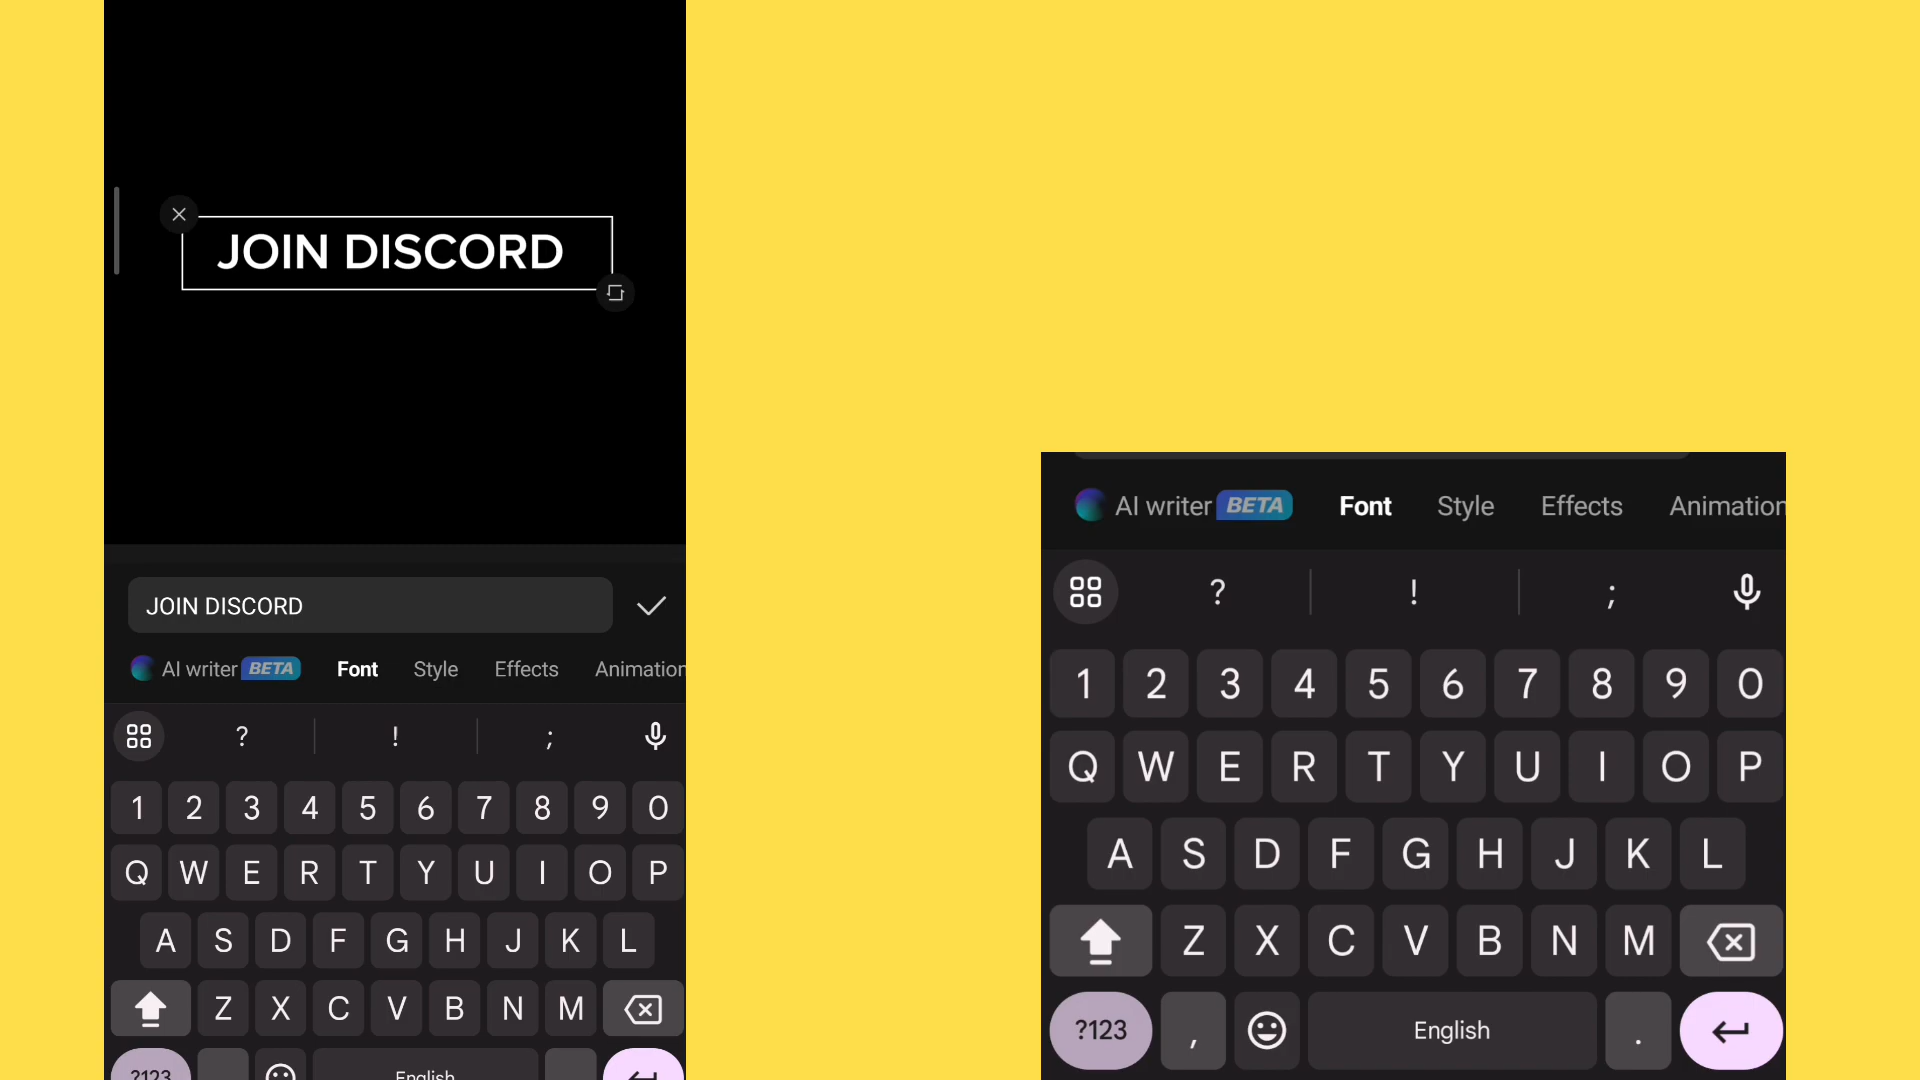 JOIN DISCORD
JOIN DISCORD
AI writer BETA Font Style Effects Animation
? ! ;
1 2 3 4 5 6 7 8 9 0
Q W E R T Y U I O P
A S D F G H J K L
Z X C V B N M
?123 English
AI writer BETA Font Style Effects Animation
? ! ;
1 2 3 4 5 6 7 8 9 0
Q W E R T Y U I O P
A S D F G H J K L
Z X C V B N M
?123 , English .